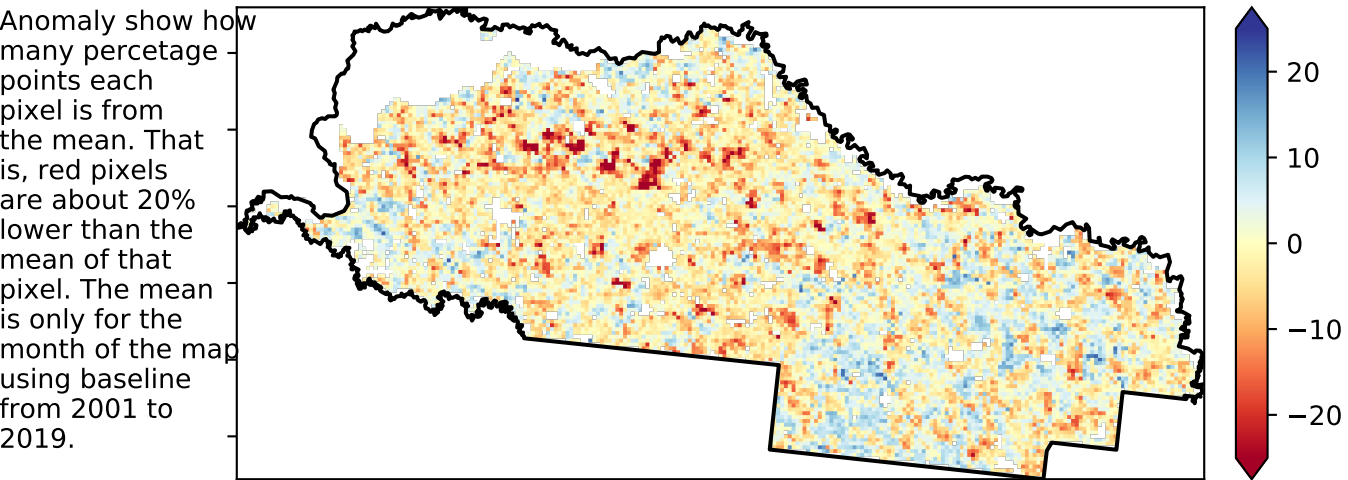 Anomaly show how
many percetage
points each
pixel is from
the mean. That
is, red pixels
are about 20%
lower than the
mean of that
pixel. The mean
is only for the
month of the map
using baseline
from 2001 to
2019.
20
10
0
−10
−20